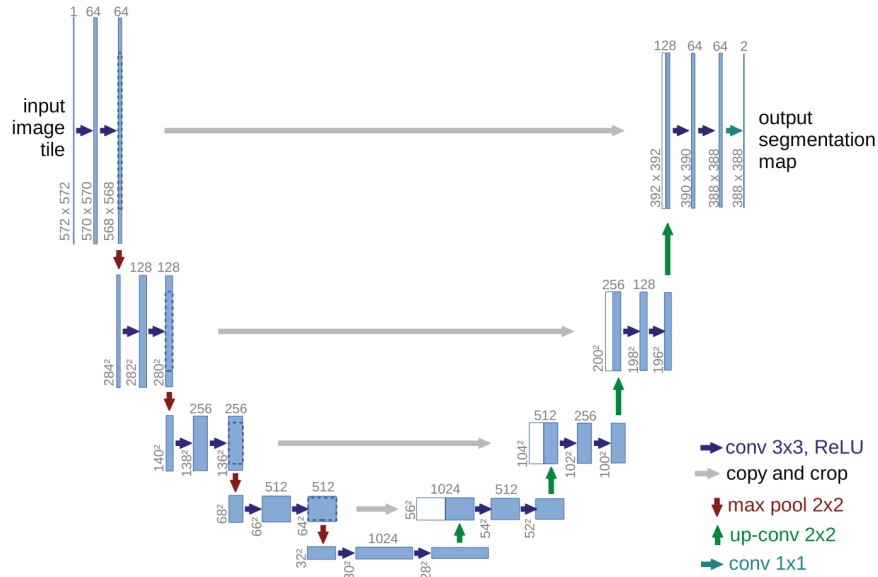 1 64 64
128 64 64 2
input
image
tile
output
segmentation
map
572 x 572
570 x 570
568 x 568
392 x 392
390 x 390
388 x 388
388 x 388
128 128
256 128
284²
282²
280²
200²
198²
196²
256 256
512 256
140²
138²
136²
104²
102²
100²
512 512
1024 512
68²
66²
64²
56²
54²
52²
1024
32²
30²
28²
conv 3x3, ReLU
copy and crop
max pool 2x2
up-conv 2x2
conv 1x1